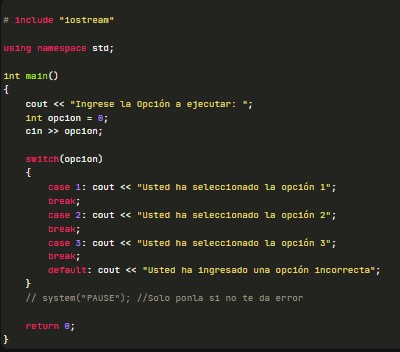 # include "iostream"
using namespace std;
int main()
{
cout << "Ingrese la Opción a ejecutar: ";
int opcion = 0;
cin >> opcion;
switch(opcion)
{
case 1: cout << "Usted ha seleccionado la opción 1";
break;
case 2: cout << "Usted ha seleccionado la opción 2";
break;
case 3: cout << "Usted ha seleccionado la opción 3";
break;
default: cout << "Usted ha ingresado una opción incorrecta";
}
// system("PAUSE"); //Solo ponla si no te da error
return 0;
}